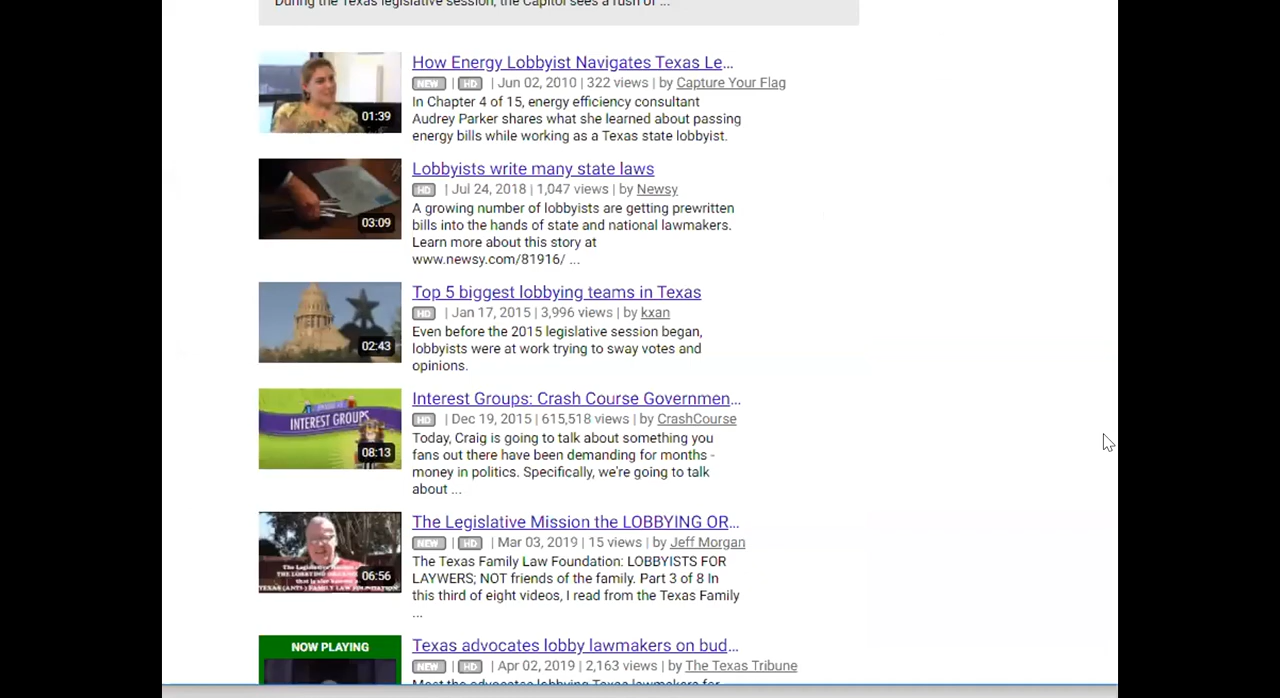 During the Texas legislative session, the Capitol sees a rush of ...
How Energy Lobbyist Navigates Texas Le...
NEW | HD | Jun 02, 2010 | 322 views | by Capture Your Flag
In Chapter 4 of 15, energy efficiency consultant
Audrey Parker shares what she learned about passing
energy bills while working as a Texas state lobbyist.
01:39
Lobbyists write many state laws
HD | Jul 24, 2018 | 1,047 views | by Newsy
A growing number of lobbyists are getting prewritten
bills into the hands of state and national lawmakers.
Learn more about this story at
www.newsy.com/81916/ ...
03:09
Top 5 biggest lobbying teams in Texas
HD | Jan 17, 2015 | 3,996 views | by kxan
Even before the 2015 legislative session began,
lobbyists were at work trying to sway votes and
opinions.
02:43
Interest Groups: Crash Course Governmen...
HD | Dec 19, 2015 | 615,518 views | by CrashCourse
Today, Craig is going to talk about something you
fans out there have been demanding for months -
money in politics. Specifically, we're going to talk
about ...
INTEREST GROUPS
08:13
The Legislative Mission the LOBBYING OR...
NEW | HD | Mar 03, 2019 | 15 views | by Jeff Morgan
The Texas Family Law Foundation: LOBBYISTS FOR
LAYWERS; NOT friends of the family. Part 3 of 8 In
this third of eight videos, I read from the Texas Family
...
The Legislative Mission
06:56
NOW PLAYING
Texas advocates lobby lawmakers on bud...
NEW | HD | Apr 02, 2019 | 2,163 views | by The Texas Tribune
Meet the advocates lobbying Texas lawmakers for